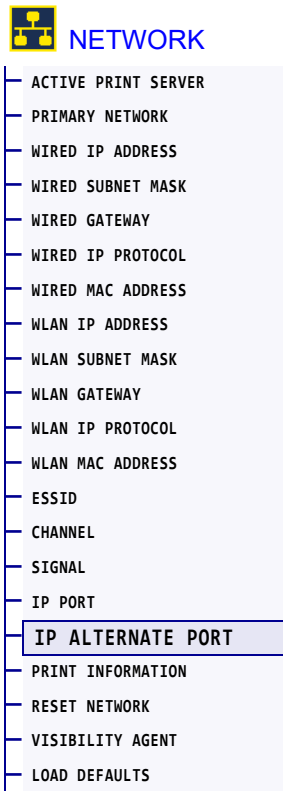 NETWORK
ACTIVE PRINT SERVER
PRIMARY NETWORK
WIRED IP ADDRESS
WIRED SUBNET MASK
WIRED GATEWAY
WIRED IP PROTOCOL
WIRED MAC ADDRESS
WLAN IP ADDRESS
WLAN SUBNET MASK
WLAN GATEWAY
WLAN IP PROTOCOL
WLAN MAC ADDRESS
ESSID
CHANNEL
SIGNAL
IP PORT
IP ALTERNATE PORT
PRINT INFORMATION
RESET NETWORK
VISIBILITY AGENT
LOAD DEFAULTS